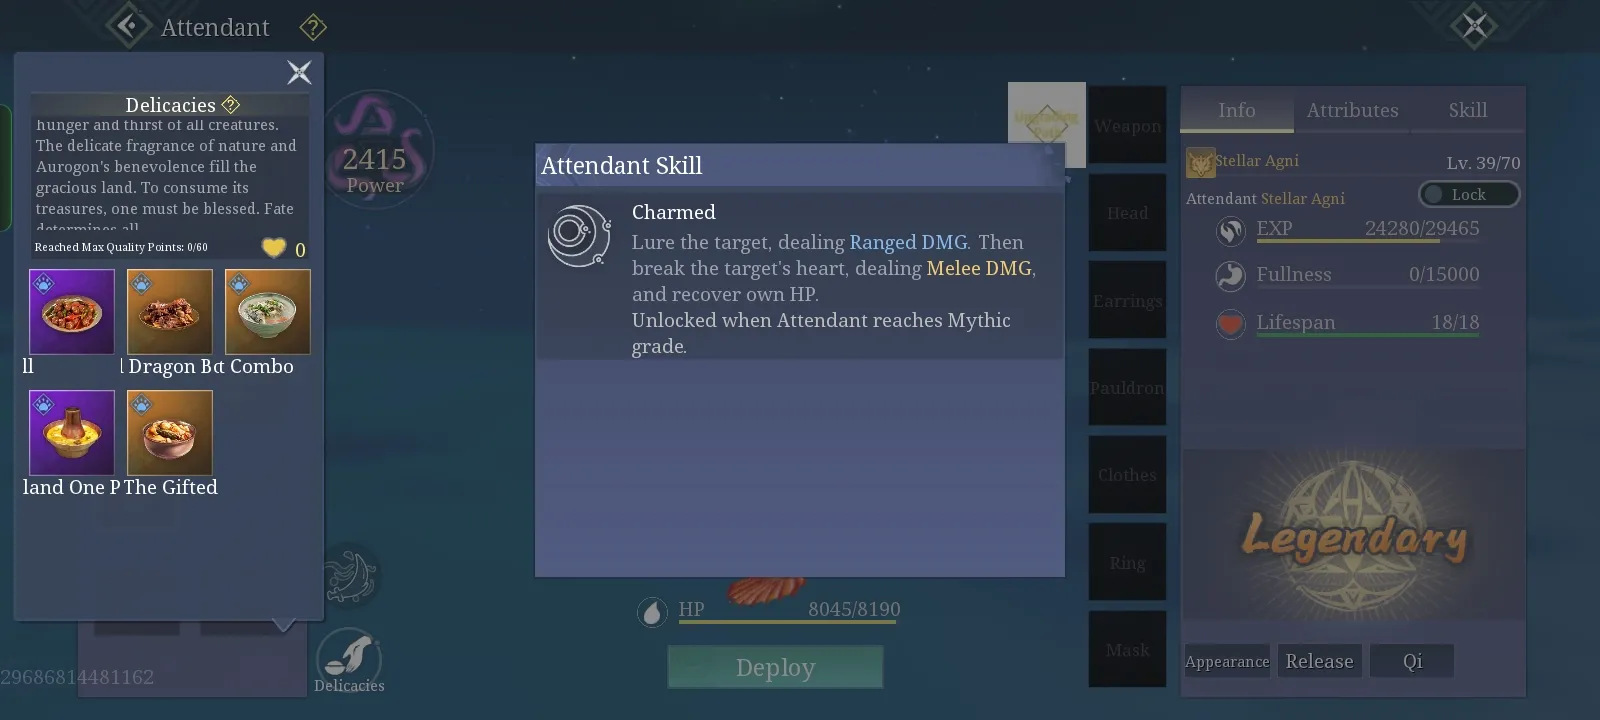 Attendant
Delicacies
hunger and thirst of all creatures.
The delicate fragrance of nature and
Aurogon's benevolence fill the
gracious land. To consume its
treasures, one must be blessed. Fate
determines all
Reached Max Quality Points: 0/60
0
ll
Dragon Bc
t Combo
land One P
The Gifted
29686814481162
Delicacies
2415
Power
Attendant Skill
Charmed
Lure the target, dealing Ranged DMG. Then
break the target's heart, dealing Melee DMG,
and recover own HP.
Unlocked when Attendant reaches Mythic
grade.
HP 8045/8190
Deploy
Weapon
Head
Earrings
Pauldron
Clothes
Ring
Mask
Info Attributes Skill
Stellar Agni
Lv. 39/70
Attendant Stellar Agni
Lock
EXP 24280/29465
Fullness 0/15000
Lifespan 18/18
Legendary
Appearance Release Qi